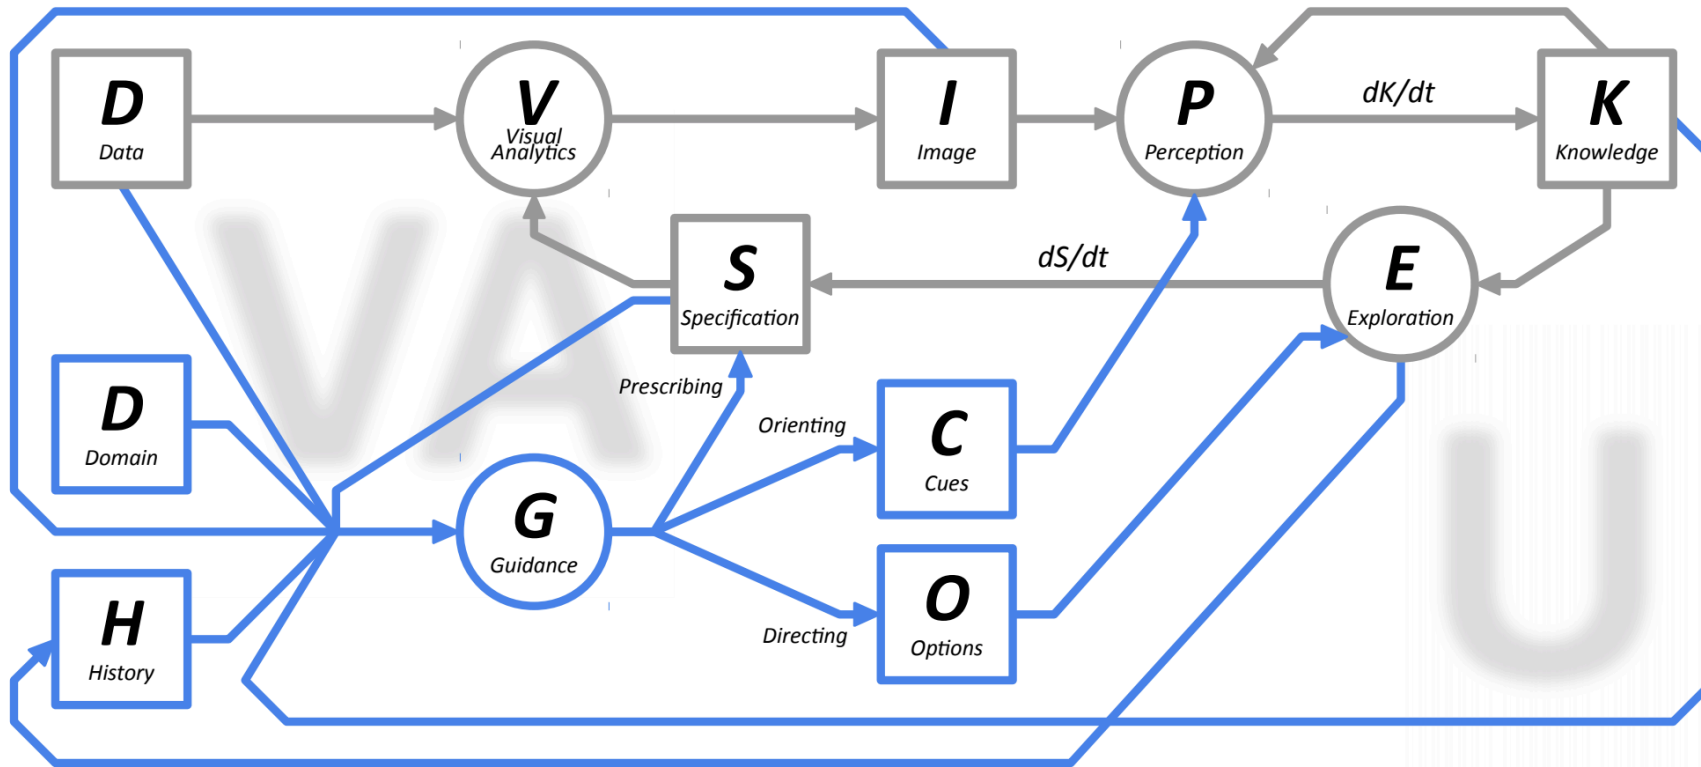 D
Data
V
Visual
Analytics
I
Image
P
Perception
dK/dt
K
Knowledge
VA
S
Specification
dS/dt
E
Exploration
Prescribing
D
Domain
Orienting
C
Cues
G
Guidance
U
H
History
Directing
O
Options